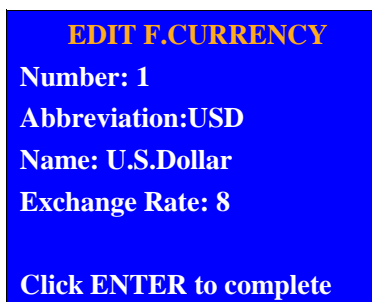 EDIT F.CURRENCY
Number: 1
Abbreviation:USD
Name: U.S.Dollar
Exchange Rate: 8
Click ENTER to complete